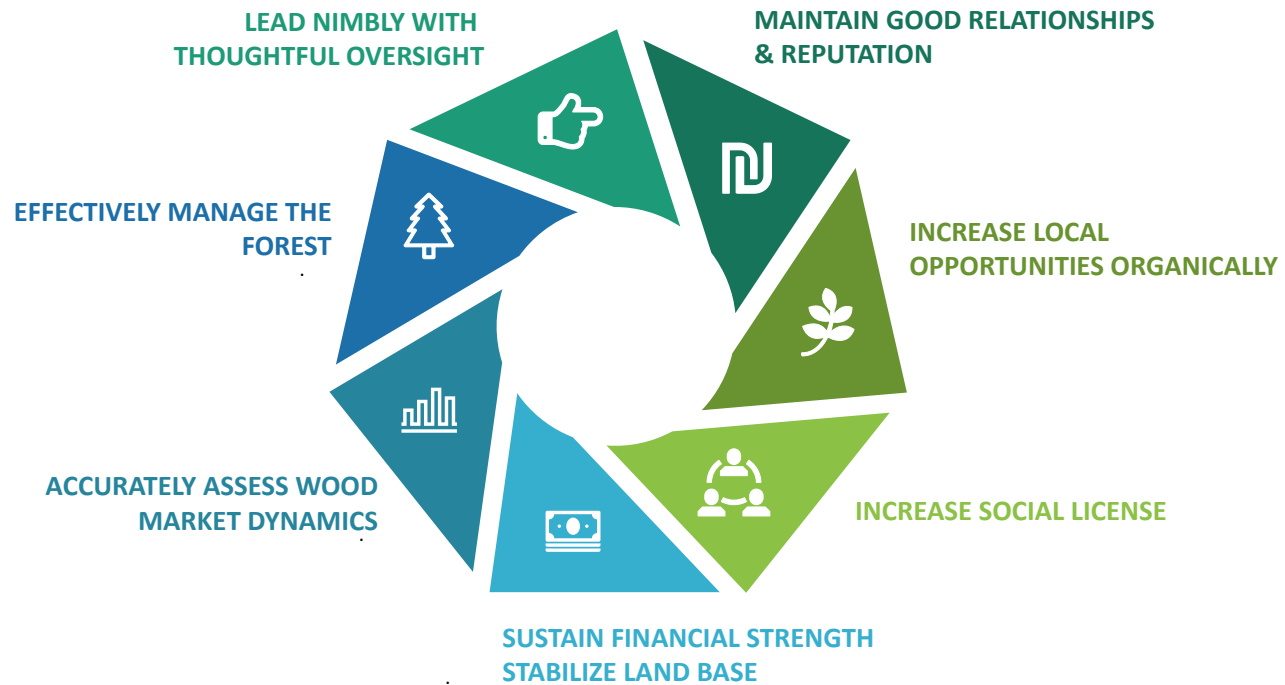 LEAD NIMBLY WITH
THOUGHTFUL OVERSIGHT
MAINTAIN GOOD RELATIONSHIPS
& REPUTATION
EFFECTIVELY MANAGE THE
FOREST
.
₪
INCREASE LOCAL
OPPORTUNITIES ORGANICALLY
ACCURATELY ASSESS WOOD
MARKET DYNAMICS
.
INCREASE SOCIAL LICENSE
SUSTAIN FINANCIAL STRENGTH
STABILIZE LAND BASE
.